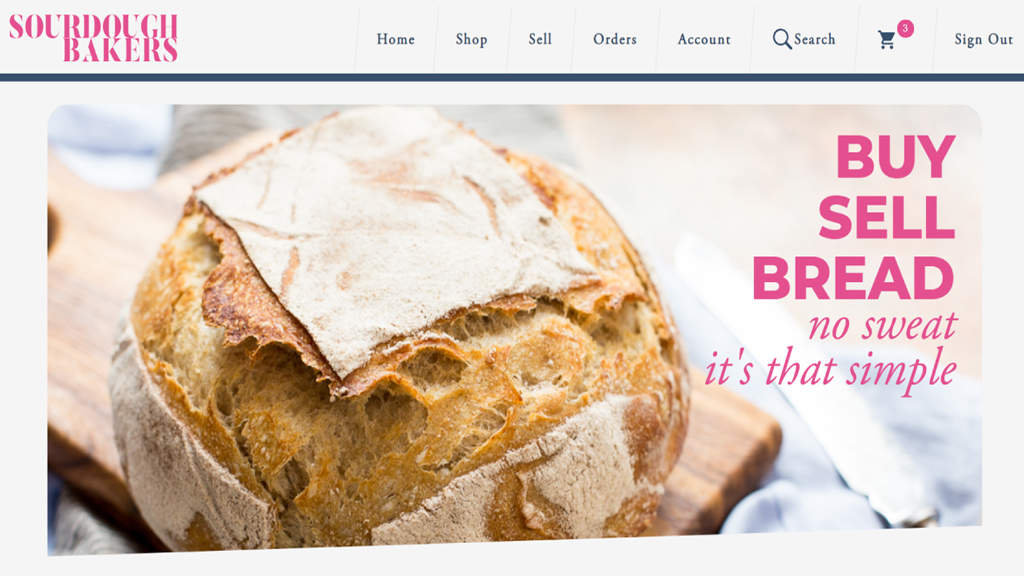 SOURDOUGH
BAKERS
Home
Shop
Sell
Orders
Account
Search
3
Sign Out
BUY
SELL
BREAD
no sweat
it's that simple